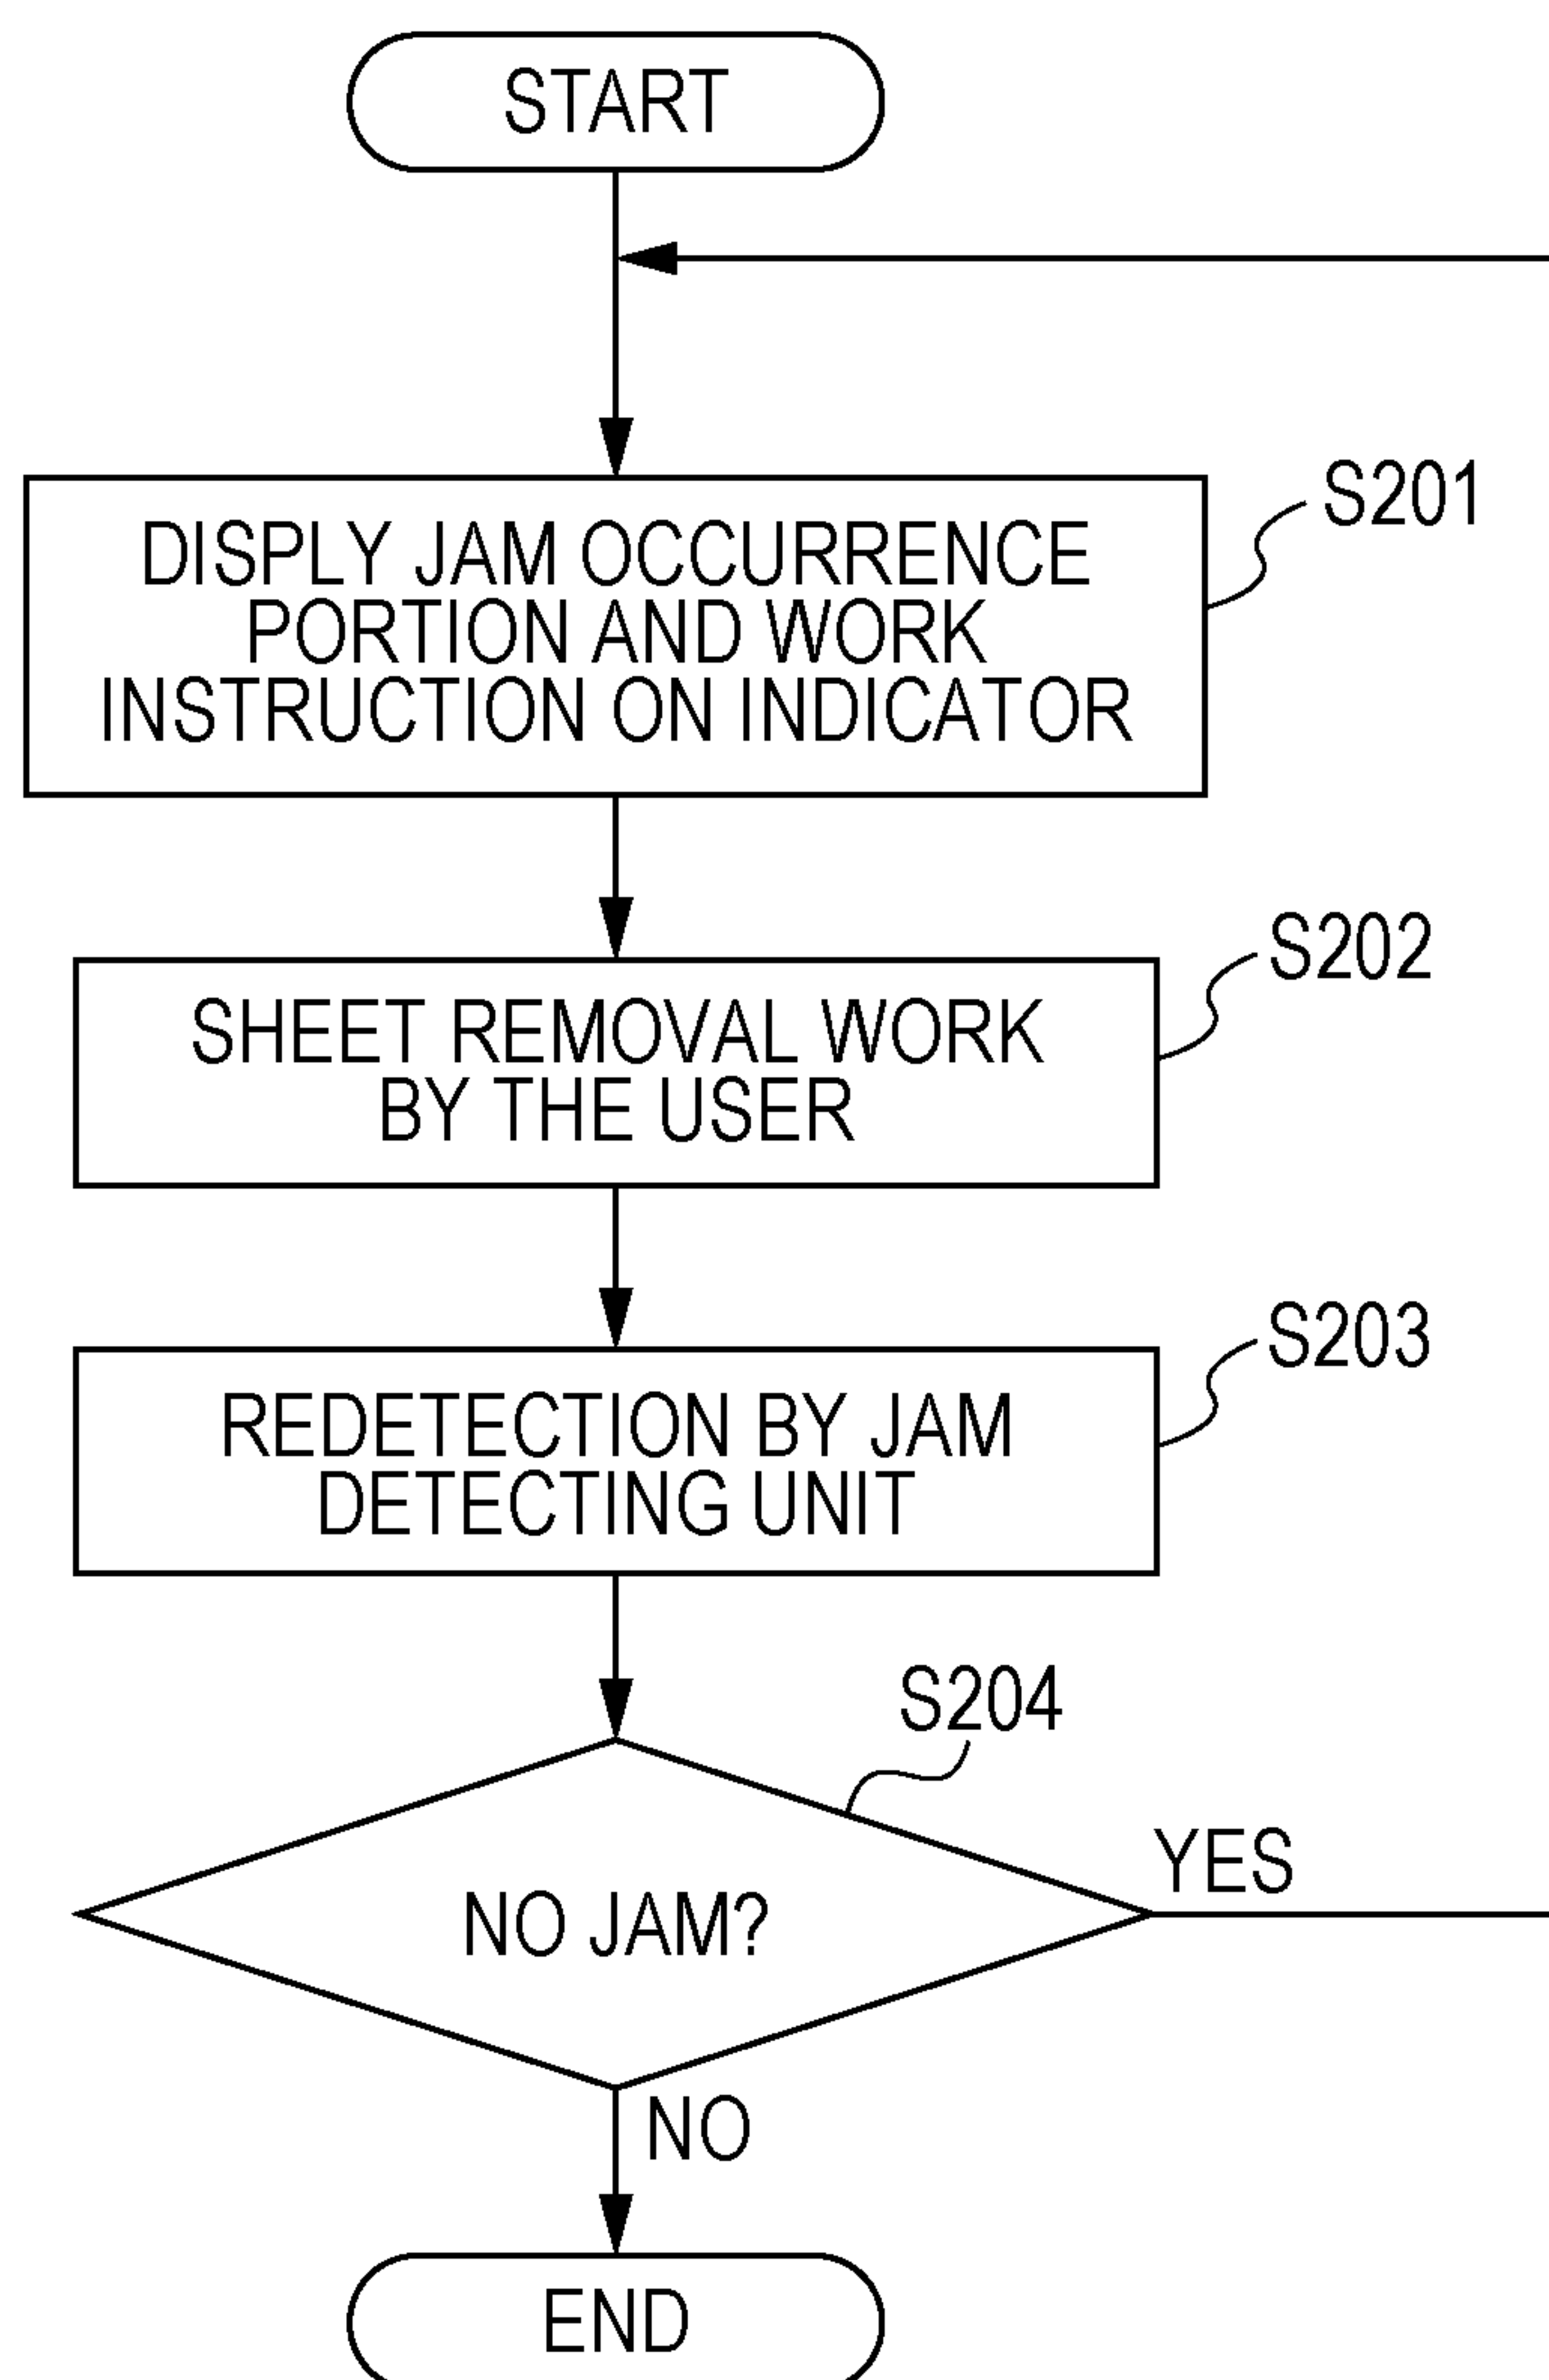 START
DISPLY JAM OCCURRENCE
PORTION AND WORK
INSTRUCTION ON INDICATOR
S201
SHEET REMOVAL WORK
BY THE USER
S202
REDETECTION BY JAM
DETECTING UNIT
S203
S204
NO JAM?
YES
NO
END